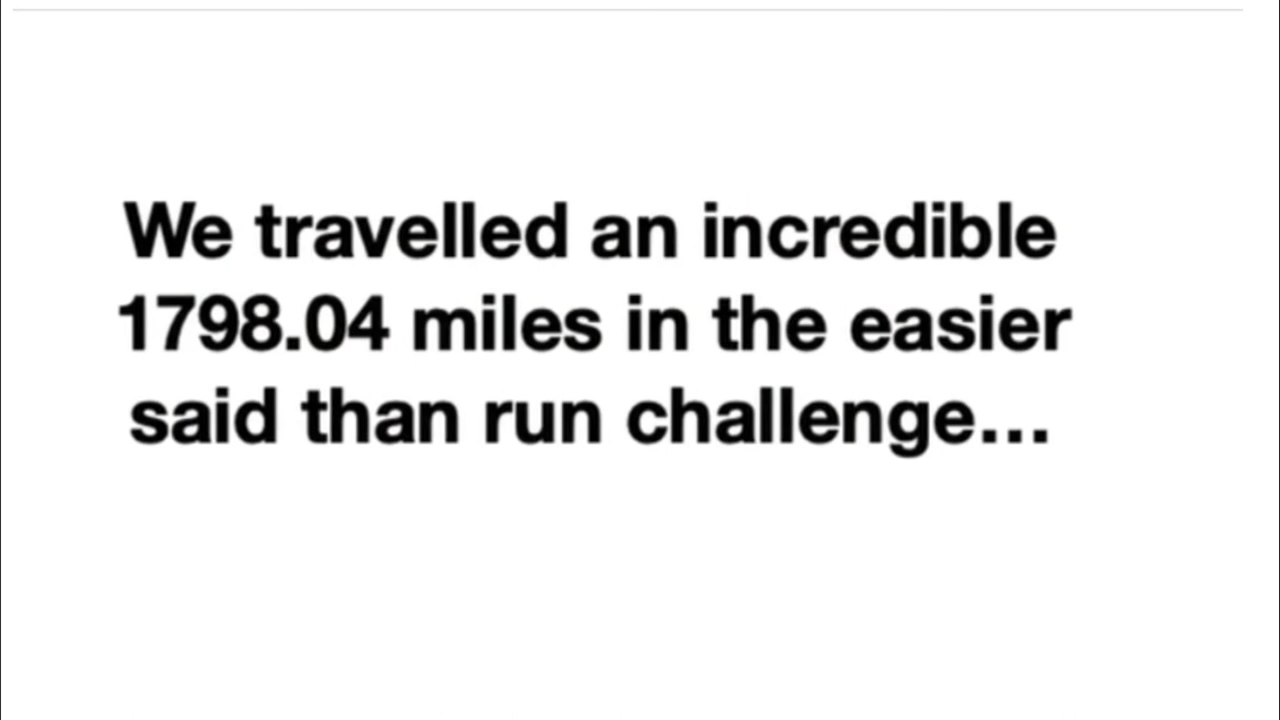 We travelled an incredible
1798.04 miles in the easier
said than run challenge...